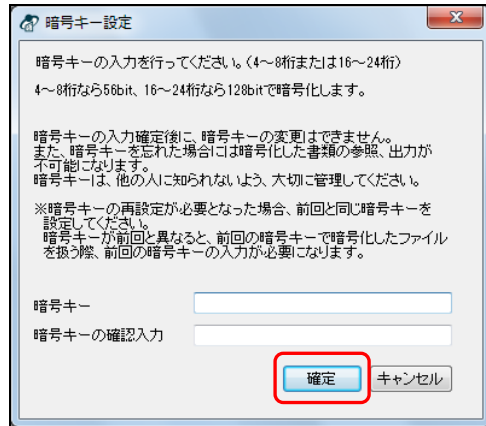 暗号キー設定
暗号キーの入力を行ってください。(4～8桁または16～24桁)
4～8桁なら56bit、16～24桁なら128bitで暗号化します。
暗号キーの入力確定後に、暗号キーの変更はできません。
また、暗号キーを忘れた場合には暗号化した書類の参照、出力が
不可能になります。
暗号キーは、他の人に知られないよう、大切に管理してください。
※暗号キーの再設定が必要となった場合、前回と同じ暗号キーを
設定してください。
暗号キーが前回と異なると、前回の暗号キーで暗号化したファイル
を扱う際、前回の暗号キーの入力が必要になります。
暗号キー
暗号キーの確認入力
確定
キャンセル